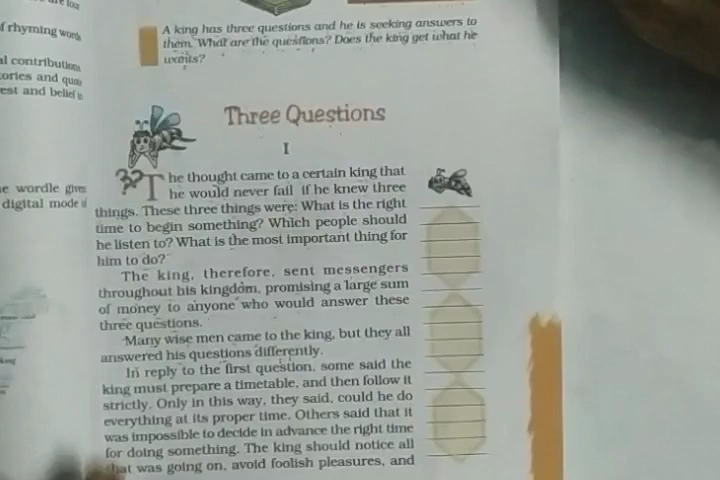 f rhyming words
al contribution
tories and
est and belief
e wordle gives
digital mode
A king has three questions and he is seeking answers to
them. What are the questions? Does the king get what he
wants?
Three Questions
I
The thought came to a certain king that
he would never fail if he knew three
things. These three things were: What is the right
time to begin something? Which people should
he listen to? What is the most important thing for
him to do?
The king, therefore, sent messengers
throughout his kingdom, promising a large sum
of money to anyone who would answer these
three questions.
Many wise men came to the king, but they all
answered his questions differently.
In reply to the first question, some said the
king must prepare a timetable, and then follow it
strictly. Only in this way, they said, could he do
everything at its proper time. Others said that it
was impossible to decide in advance the right time
for doing something. The king should notice all
that was going on, avoid foolish pleasures, and